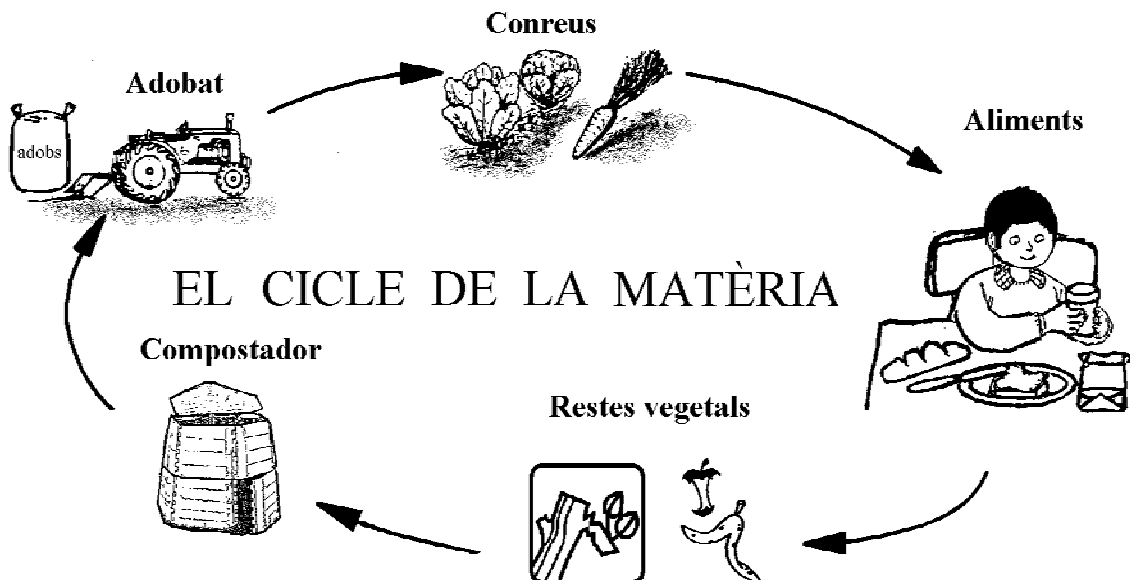 Conreus
Adobat
Aliments
adobs
EL CICLE DE LA MATÈRIA
Compostador
Restes vegetals